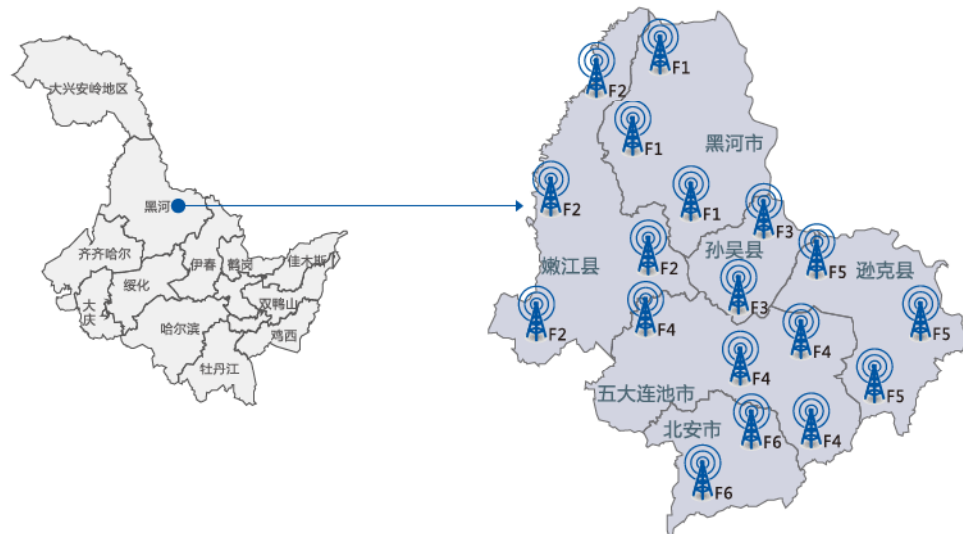 大兴安岭地区
黑河
齐齐哈尔
伊春
鹤岗
佳木斯
大庆
绥化
双鸭山
哈尔滨
鸡西
牡丹江
F1
F2
F1
黑河市
F2
F1
F3
孙吴县
F5
嫩江县
F2
逊克县
F3
F2
F4
F4
F5
F4
F5
五大连池市
北安市
F6
F4
F6